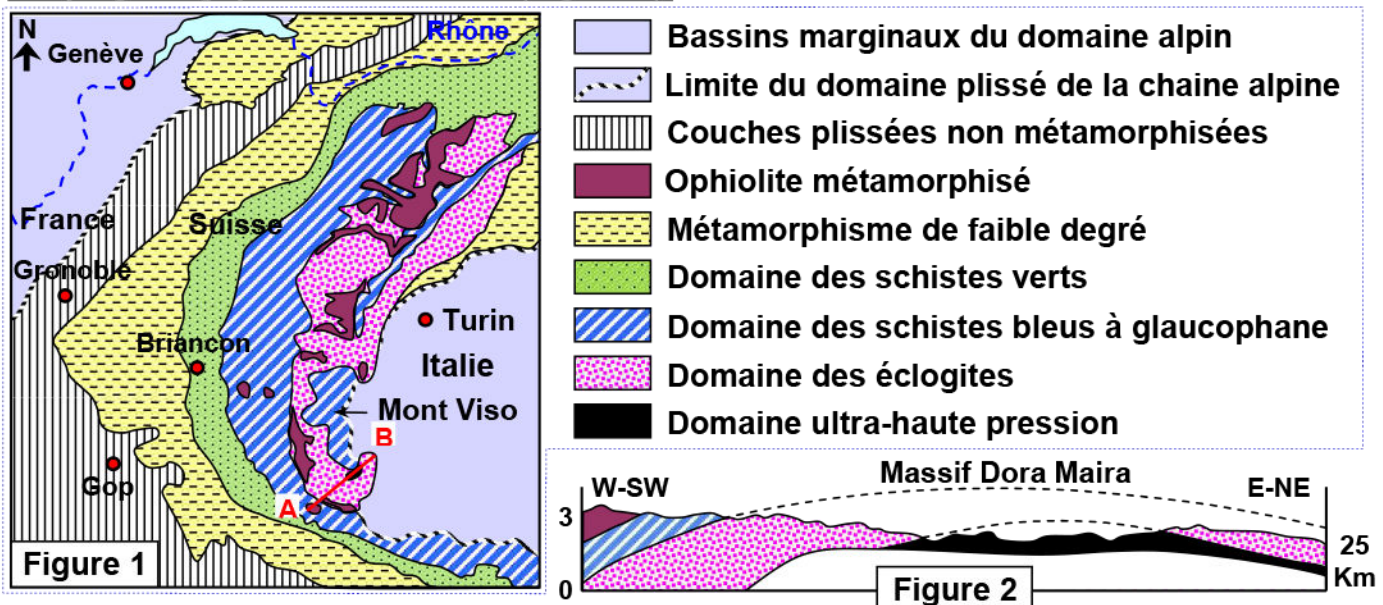 N
Genève
Rhône
France
Suisse
Gronoble
Briancon
Turin
Italie
Mont Viso
B
A
Gop
Figure 1
Bassins marginaux du domaine alpin
Limite du domaine plissé de la chaine alpine
Couches plissées non métamorphisées
Ophiolite métamorphisé
Métamorphisme de faible degré
Domaine des schistes verts
Domaine des schistes bleus à glaucophane
Domaine des éclogites
Domaine ultra-haute pression
W-SW
Massif Dora Maira
E-NE
3
0
25
Km
Figure 2